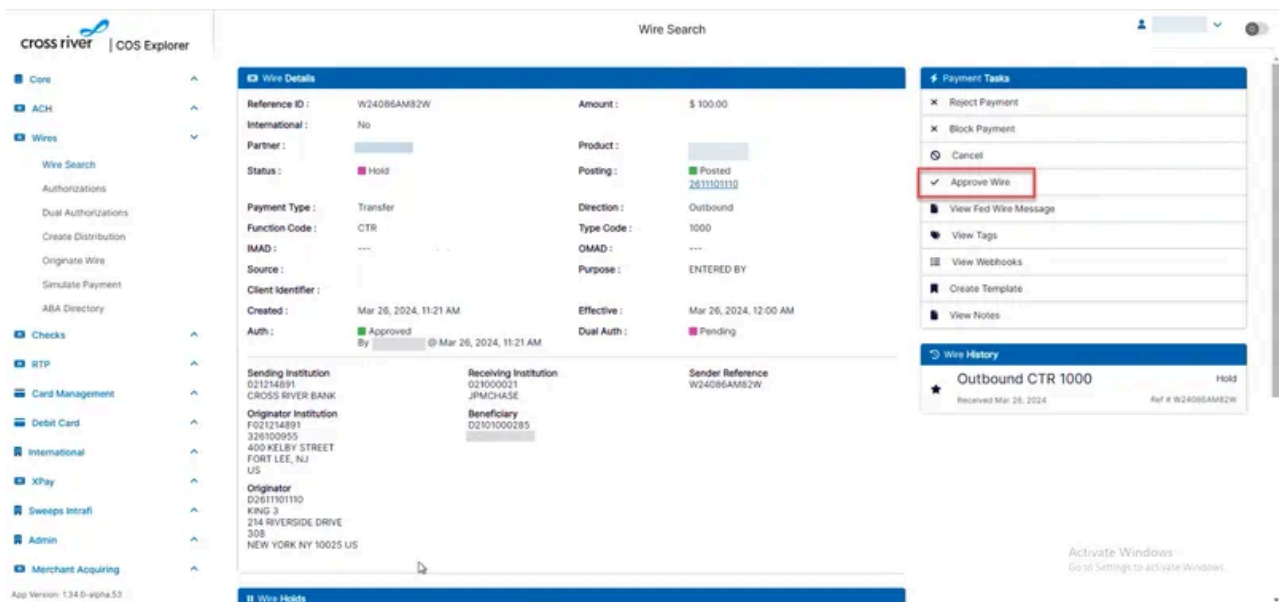 cross river | COS Explorer
Wire Search
Core
ACH
Wires
Wire Search
Authorizations
Dual Authorizations
Create Distribution
Originate Wire
Simulate Payment
ABA Directory
Checks
RTP
Card Management
Debit Card
International
XPay
Sweeps Intrafi
Admin
Merchant Acquiring
App Version: 1.34.0-alpha.53
Wire Details
Reference ID : W24086AM82W Amount : $ 100.00
International : No
Partner : Product :
Status : Hold Posting : Posted
2611101110
Payment Type : Transfer Direction : Outbound
Function Code : CTR Type Code : 1000
IMAD : --- OMAD : ---
Source : Purpose : ENTERED BY
Client Identifier :
Created : Mar 26, 2024, 11:21 AM Effective : Mar 26, 2024, 12:00 AM
Auth : Approved Dual Auth : Pending
By @ Mar 26, 2024, 11:21 AM
Sending Institution Receiving Institution Sender Reference
021214891 021000021 W24086AM82W
CROSS RIVER BANK JPMCHASE
Originator Institution Beneficiary
F021214891 D2101000285
326100955
400 KELBY STREET
FORT LEE, NJ
US
Originator
D2611101110
KING 3
214 RIVERSIDE DRIVE
308
NEW YORK NY 10025 US
Wire Holds
Payment Tasks
Reject Payment
Block Payment
Cancel
Approve Wire
View Fed Wire Message
View Tags
View Webhooks
Create Template
View Notes
Wire History
Outbound CTR 1000 Hold
Received Mar 26, 2024 Ref # W24086AM82W
Activate Windows
Go to Settings to activate Windows.